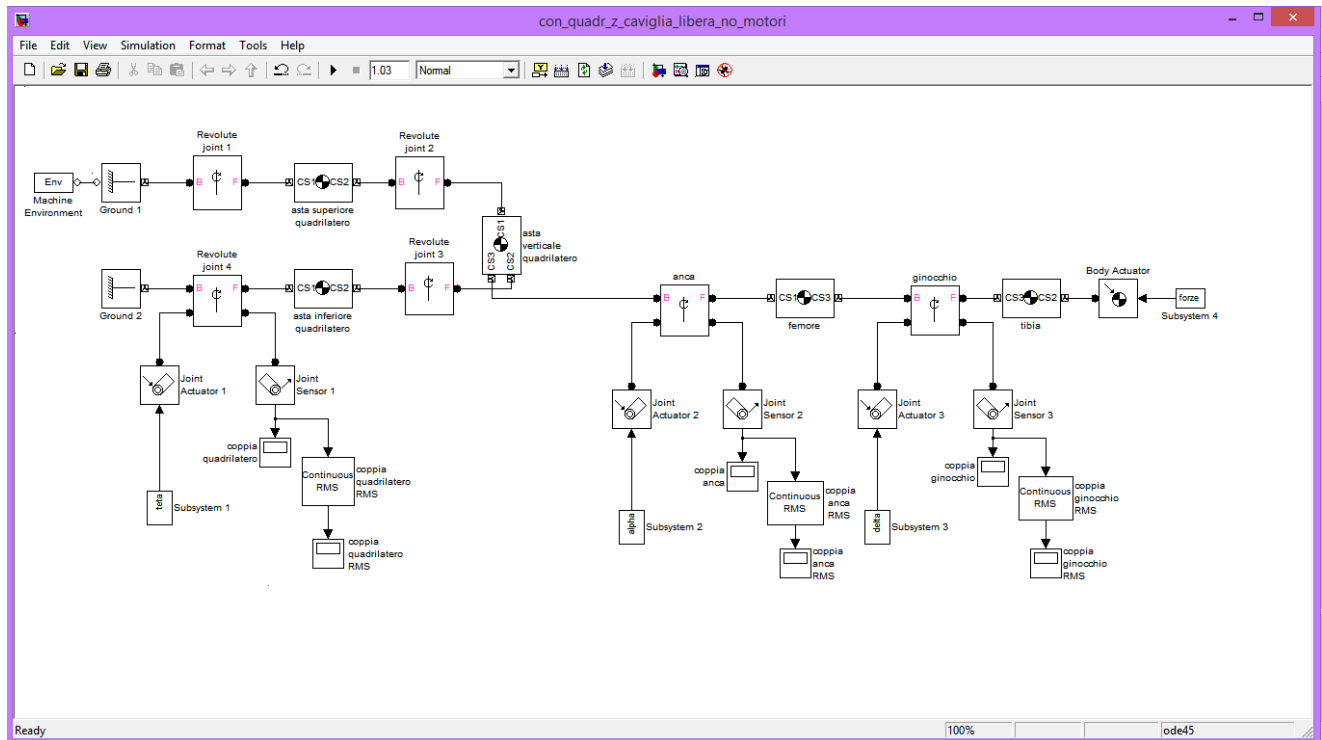 con_quadr_z_caviglia_libera_no_motori
File Edit View Simulation Format Tools Help
1.03 Normal
Revolute
joint 1
Revolute
joint 2
Env
B F
CS1 CS2
B F
Machine
Environment
Ground 1
asta superiore
quadrilatero
CS1
CS3 CS2
asta
verticale
quadrilatero
Revolute
joint 4
Revolute
joint 3
B F
CS1 CS2
B F
Ground 2
asta inferiore
quadrilatero
anca
B F
CS1 CS3
femore
ginocchio
B F
CS3 CS2
tibia
Body Actuator
forze
Subsystem 4
Joint
Actuator 1
Joint
Sensor 1
Joint
Actuator 2
Joint
Sensor 2
Joint
Actuator 3
Joint
Sensor 3
coppia
quadrilatero
Continuous
RMS
coppia
quadrilatero
RMS
teta
Subsystem 1
coppia
quadrilatero
RMS
coppia
anca
Continuous
RMS
coppia
anca
RMS
alpha
Subsystem 2
coppia
anca
RMS
coppia
ginocchio
Continuous
RMS
coppia
ginocchio
RMS
delta
Subsystem 3
coppia
ginocchio
RMS
Ready 100% ode45